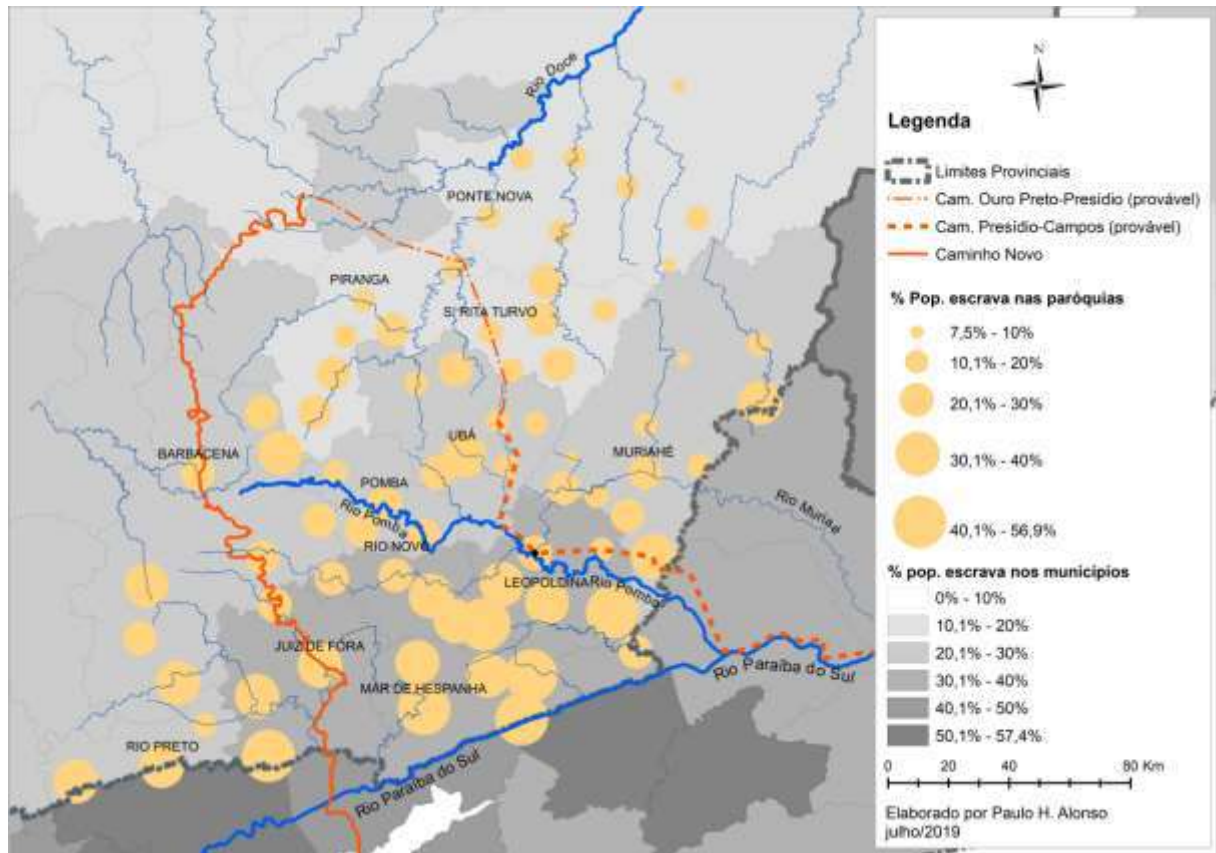 Rio Doce
PONTE NOVA
PIRANGA
S. RITA TURVO
BARBACENA
UBÁ
MURIAHÉ
POMBA
Rio Pomba
RIO NOVO
Rio Muriaé
LEOPOLDINA
Rio Pomba
JUIZ DE FÓRA
MAR DE HESPANHA
Rio Paraíba do Sul
RIO PRETO
Rio Paraíba do Sul
N
Legenda
Limites Provinciais
Cam. Ouro Preto-Presídio (provável)
Cam. Presídio-Campos (provável)
Caminho Novo
% Pop. escrava nas paróquias
7,5% - 10%
10,1% - 20%
20,1% - 30%
30,1% - 40%
40,1% - 56,9%
% pop. escrava nos municípios
0% - 10%
10,1% - 20%
20,1% - 30%
30,1% - 40%
40,1% - 50%
50,1% - 57,4%
0 20 40 80 Km
Elaborado por Paulo H. Alonso
julho/2019